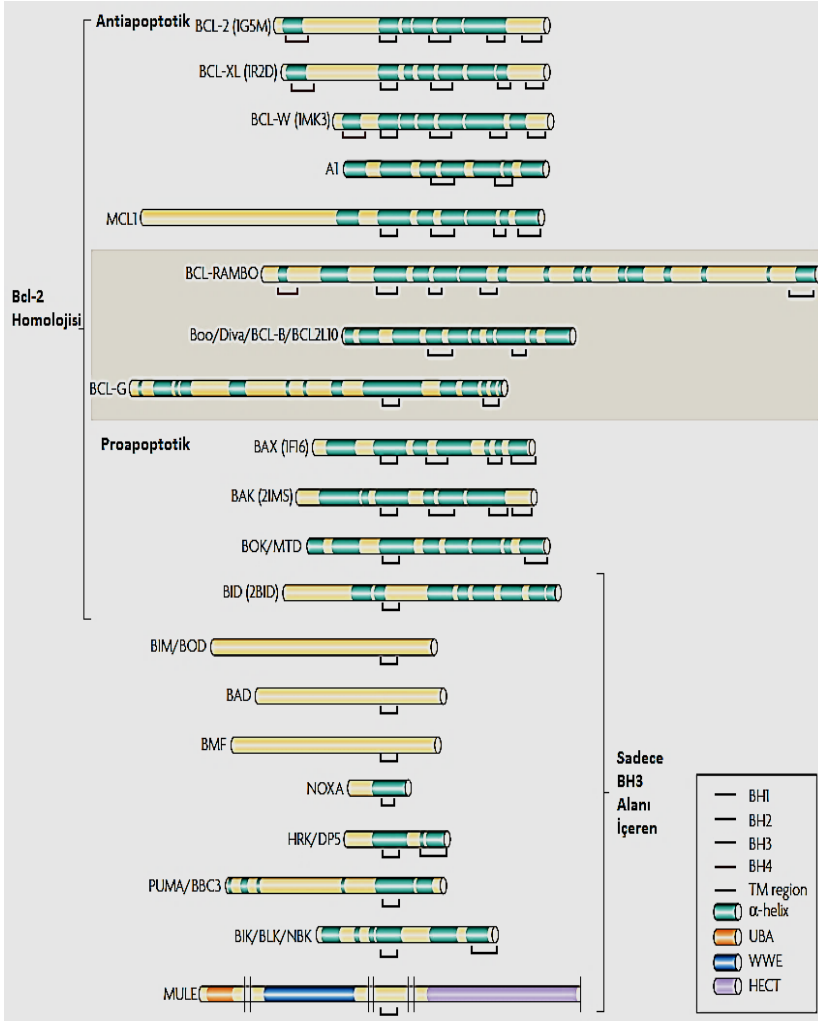 Antiapoptotik
BCL-2 (1G5M)
BCL-XL (1R2D)
BCL-W (1MK3)
A1
MCL1
BCL-RAMBO
Bcl-2
Homolojisi
Boo/Diva/BCL-B/BCL2L10
BCL-G
Proapoptotik
BAX (1F16)
BAK (2IMS)
BOK/MTD
BID (2BID)
BIM/BOD
BAD
BMF
NOXA
HRK/DP5
PUMA/BBC3
BIK/BLK/NBK
MULE
Sadece
BH3
Alanı
İçeren
BH1
BH2
BH3
BH4
TM region
α-helix
UBA
WWE
HECT